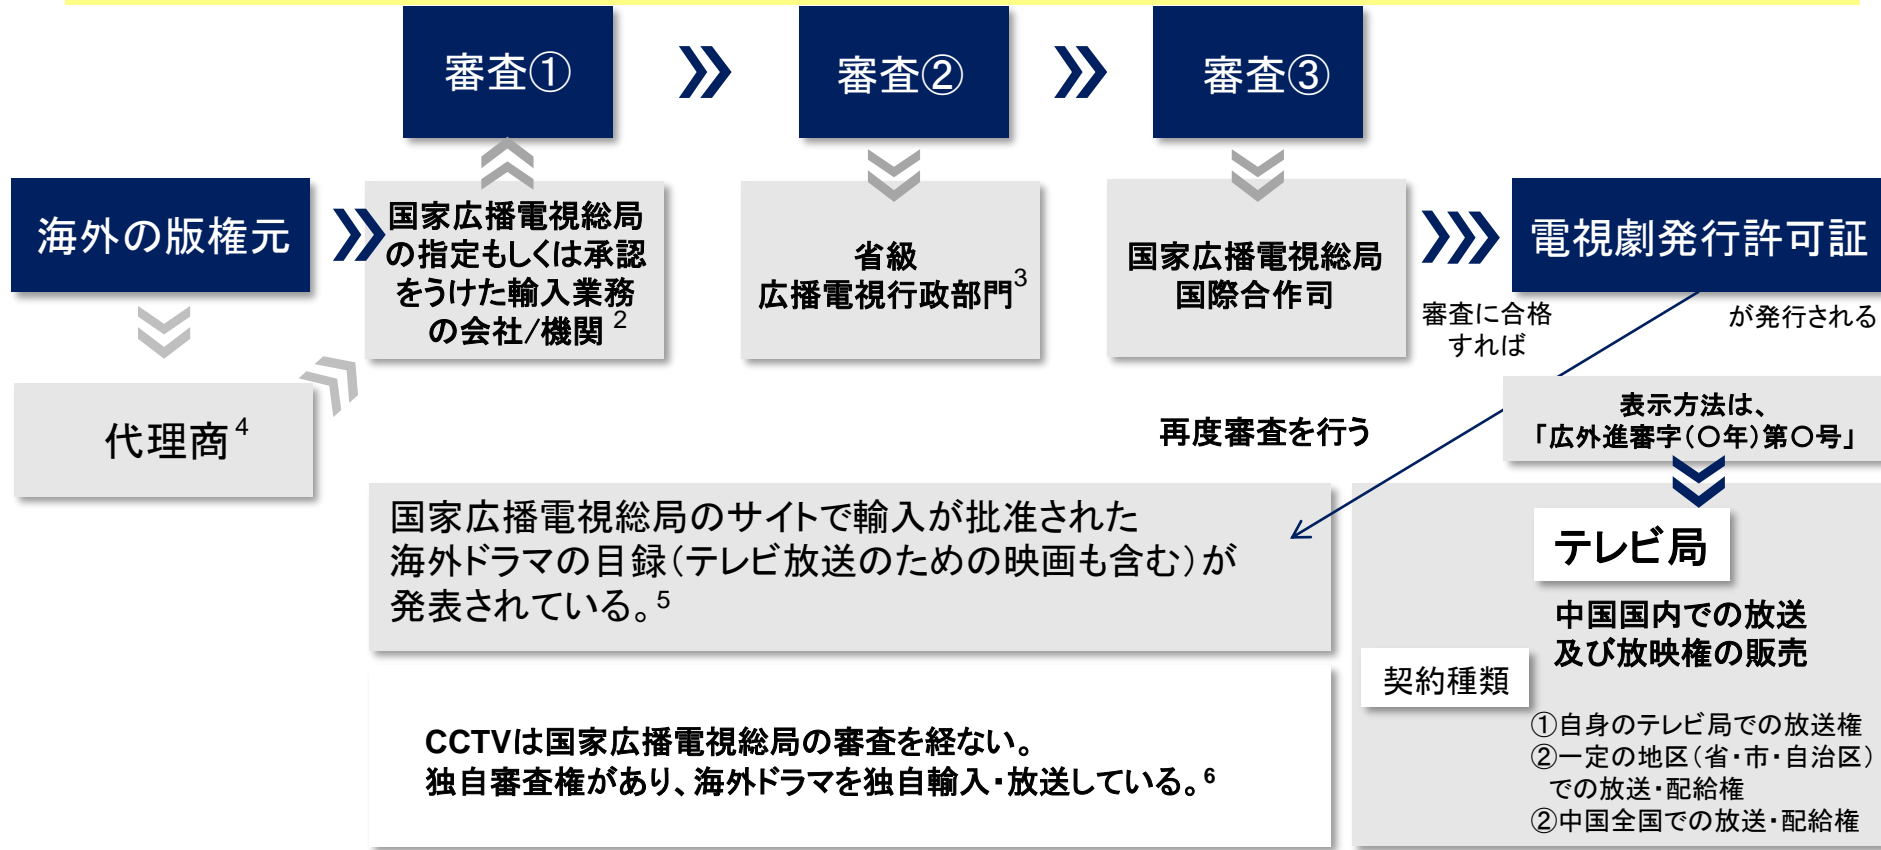 審査①
審査②
審査③
海外の版権元
国家広播電視総局
の指定もしくは承認
をうけた輸入業務
の会社/機関2
省級
広播電視行政部門3
国家広播電視総局
国際合作司
電視劇発行許可証
審査に合格
すれば
が発行される
代理商4
再度審査を行う
表示方法は、
「広外進審字(〇年)第〇号」
国家広播電視総局のサイトで輸入が批准された
海外ドラマの目録(テレビ放送のための映画も含む)が
発表されている。5
テレビ局
中国国内での放送
及び放映権の販売
契約種類
①自身のテレビ局での放送権
②一定の地区(省・市・自治区)
での放送・配給権
②中国全国での放送・配給権
CCTVは国家広播電視総局の審査を経ない。
独自審査権があり、海外ドラマを独自輸入・放送している。6